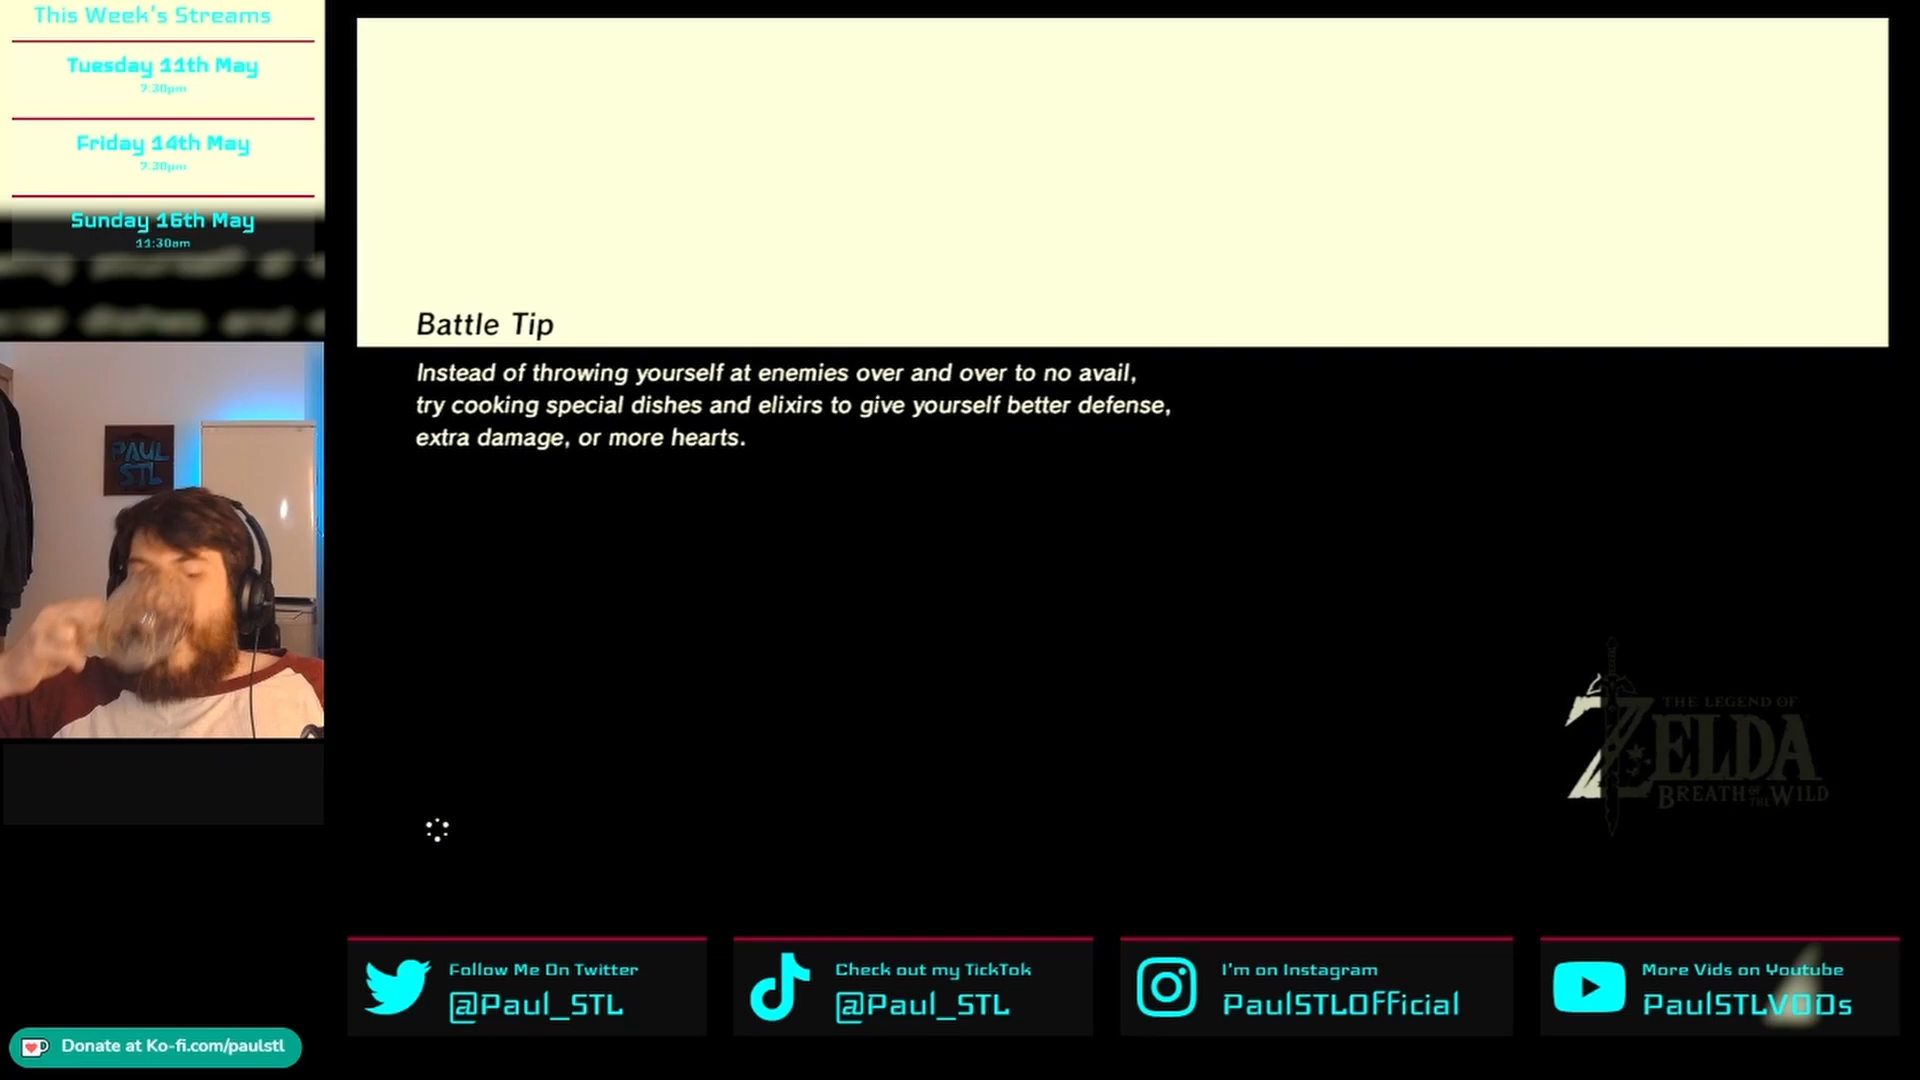 This Week's Streams
Tuesday 11th May
7.30pm
Friday 14th May
7.30pm
Sunday 16th May
11:30am
PAUL
STL
Battle Tip
Instead of throwing yourself at enemies over and over to no avail,
try cooking special dishes and elixirs to give yourself better defense,
extra damage, or more hearts.
THE LEGEND OF
ZELDA
BREATH OF THE WILD
Follow Me On Twitter
@Paul_STL
Check out my TickTok
@Paul_STL
I'm on Instagram
PaulSTLOfficial
More Vids on Youtube
PaulSTLVODs
Donate at Ko-fi.com/paulstl